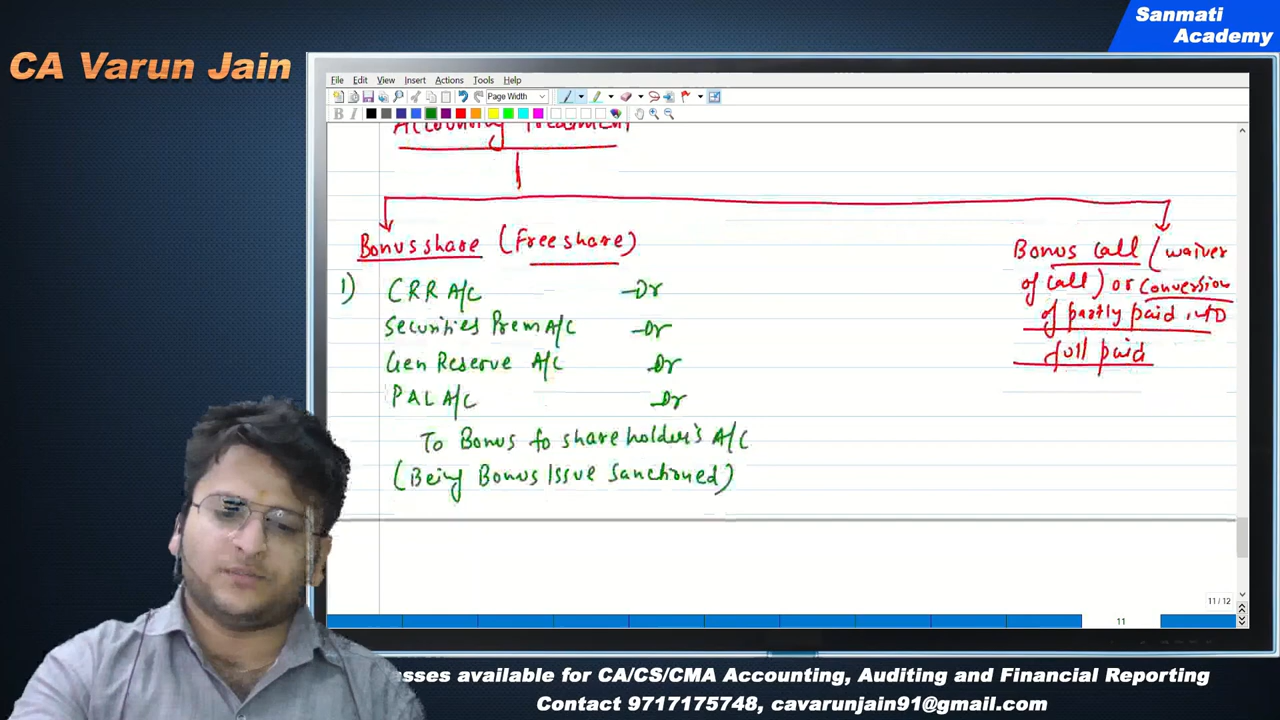 Sanmati
Academy
CA Varun Jain
File Edit View Insert Actions Tools Help
Page Width
B I
Accounting Treatment
Bonus share (Free share)
1) CRR A/C Dr
Securities Prem A/C Dr
Gen Reserve A/C Dr
P&L A/C Dr
To Bonus to shareholder's A/C
(Being Bonus Issue Sanctioned)
Bonus call (waiver
of call) or conversion
of partly paid into
full paid
11 / 12
11
asses available for CA/CS/CMA Accounting, Auditing and Financial Reporting
Contact 9717175748, cavarunjain91@gmail.com